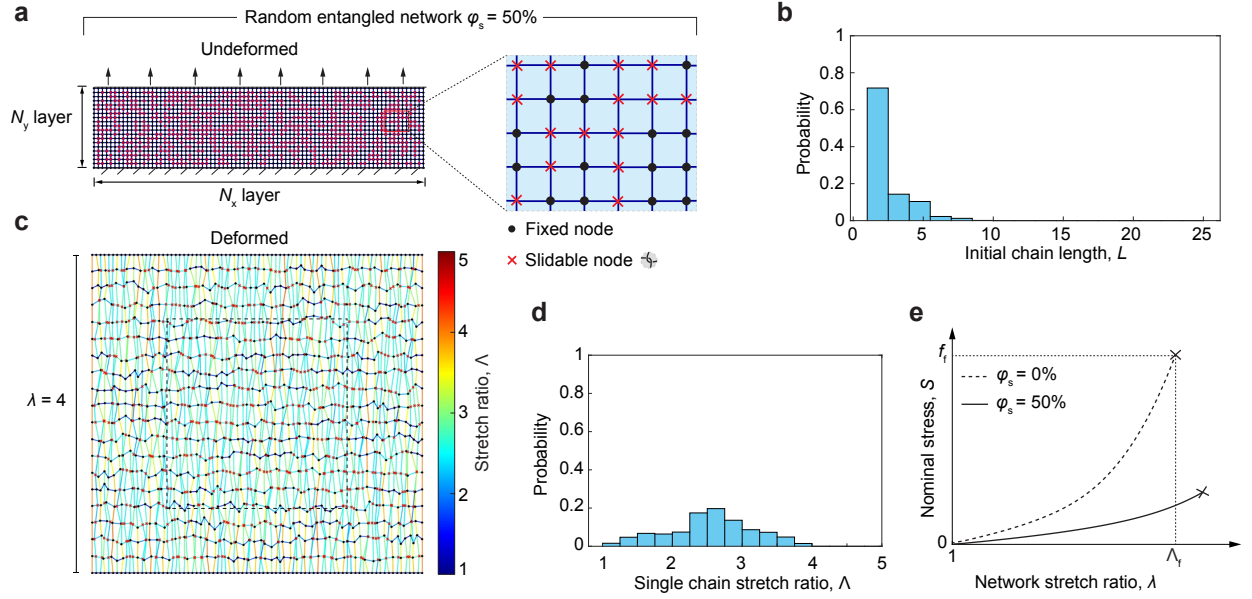 a
Random entangled network φs = 50%
Undeformed
Ny layer
Nx layer
Fixed node
Slidable node
b
1
0.8
0.6
0.4
0.2
0
Probability
0 5 10 15 20 25
Initial chain length, L
c
Deformed
λ = 4
5
4
3
2
1
Stretch ratio, Λ
d
1
0.8
0.6
0.4
0.2
0
Probability
1 2 3 4 5
Single chain stretch ratio, Λ
e
ff
φs = 0%
φs = 50%
Nominal stress, S
0
1 Λf
Network stretch ratio, λ